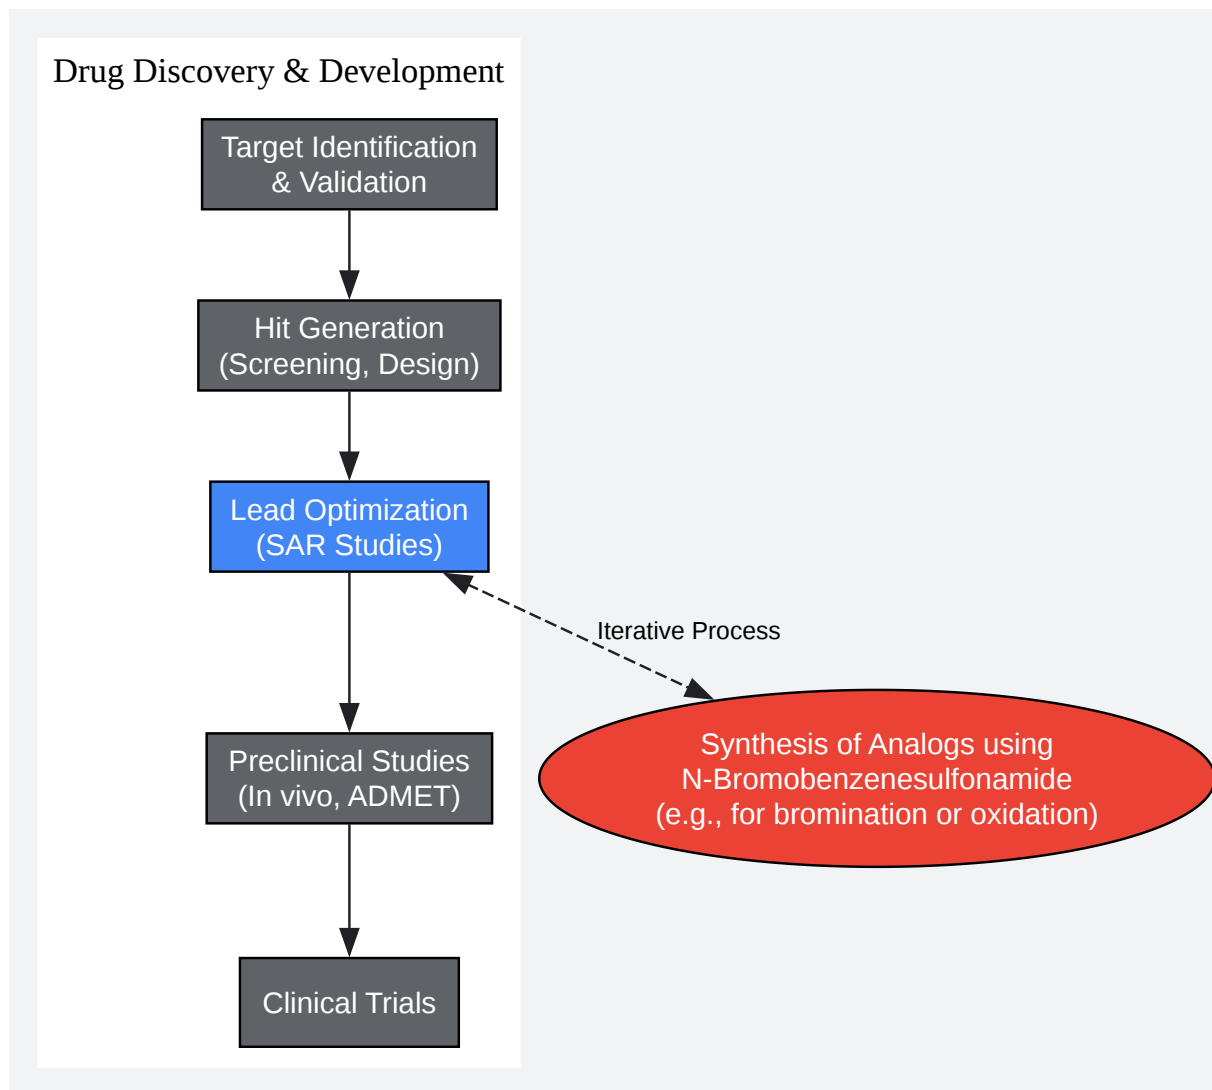 Drug Discovery & Development
Target Identification
& Validation
Hit Generation
(Screening, Design)
Lead Optimization
(SAR Studies)
Iterative Process
Preclinical Studies
(In vivo, ADMET)
Synthesis of Analogs using
N-Bromobenzenesulfonamide
(e.g., for bromination or oxidation)
Clinical Trials